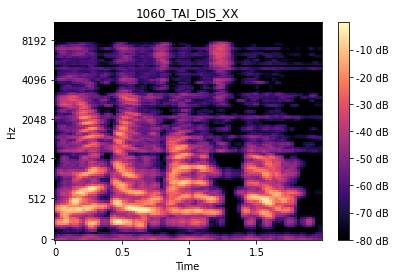 1060_TAI_DIS_XX
8192
4096
2048
1024
512
0
Hz
0
0.5
1
1.5
Time
-10 dB
-20 dB
-30 dB
-40 dB
-50 dB
-60 dB
-70 dB
-80 dB